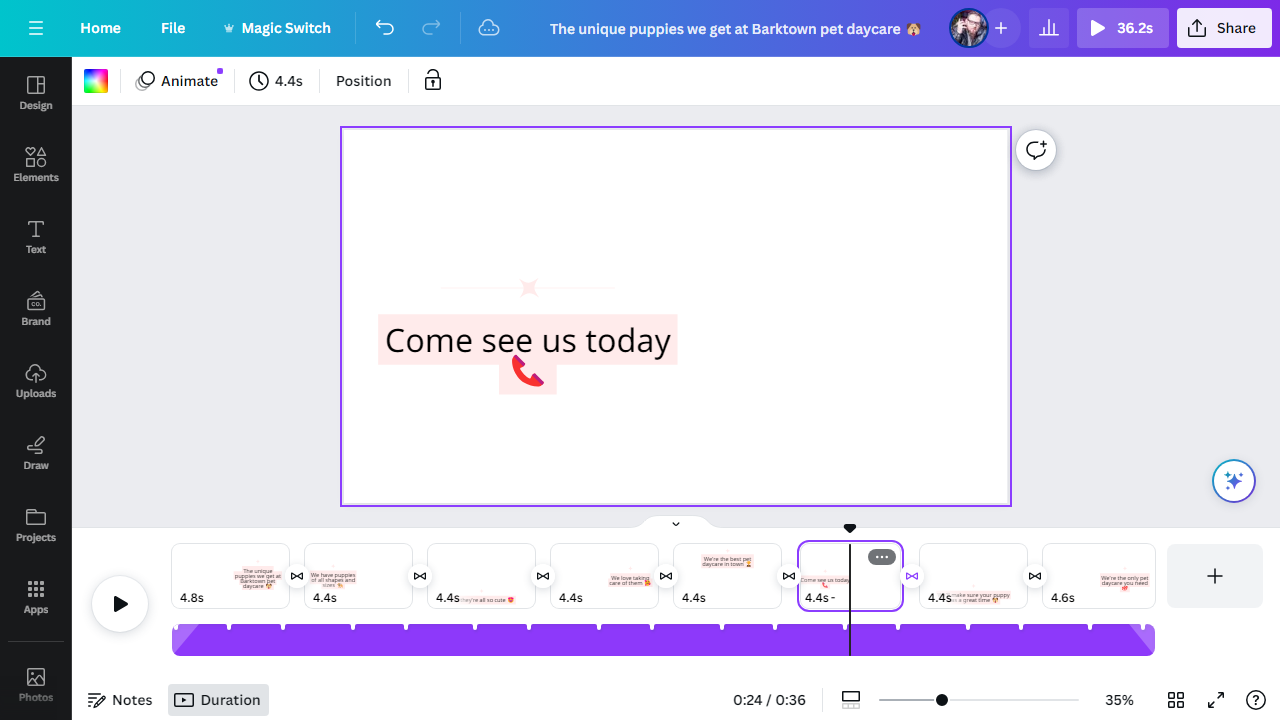 Home
File
Magic Switch
The unique puppies we get at Barktown pet daycare 🙈
36.2s
Share
Animate
4.4s
Position
Design
Elements
Text
CO.
Brand
Uploads
Draw
Projects
Apps
Photos
Come see us today
The unique
puppies we get at
Barktown pet
daycare
4.8s
We have puppies
of all shapes and
sizes
4.4s
they're all so cute
4.4s
We love taking
care of them
4.4s
We're the best pet
daycare in town
4.4s
Come see us today
4.4s -
make sure your puppy
has a great time
4.4s
We're the only pet
daycare you need
4.6s
Notes
Duration
0:24 / 0:36
35%